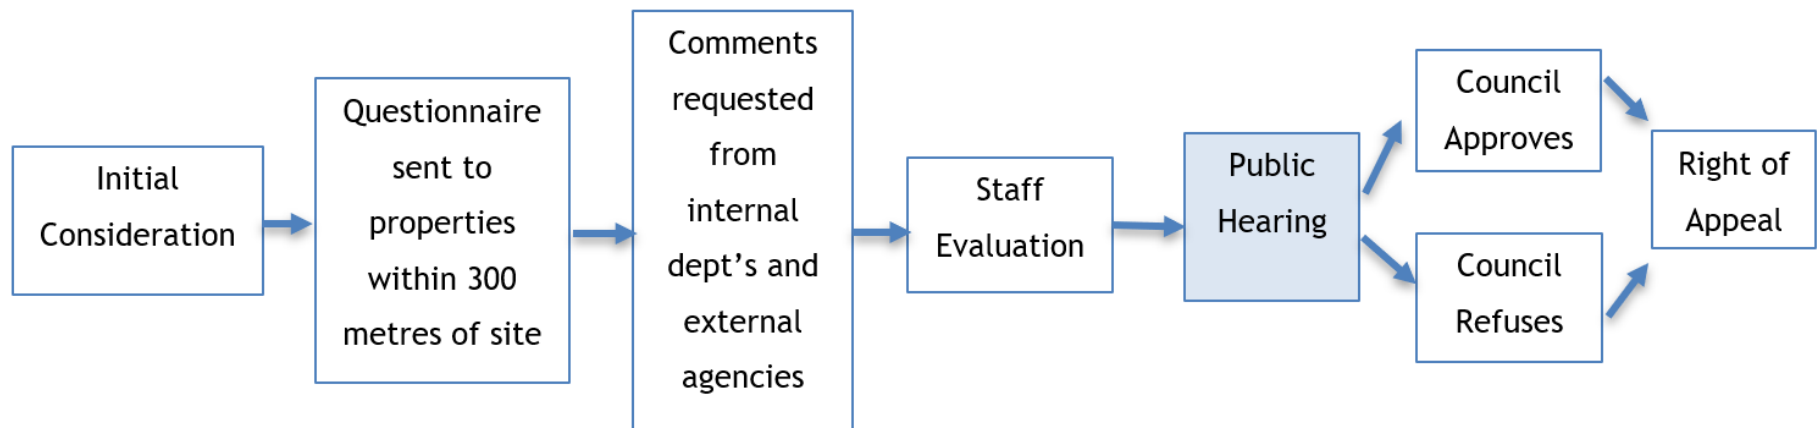 Initial
Consideration
Questionnaire
sent to
properties
within 300
metres of site
Comments
requested
from
internal
dept’s and
external
agencies
Staff
Evaluation
Public
Hearing
Council
Approves
Council
Refuses
Right of
Appeal